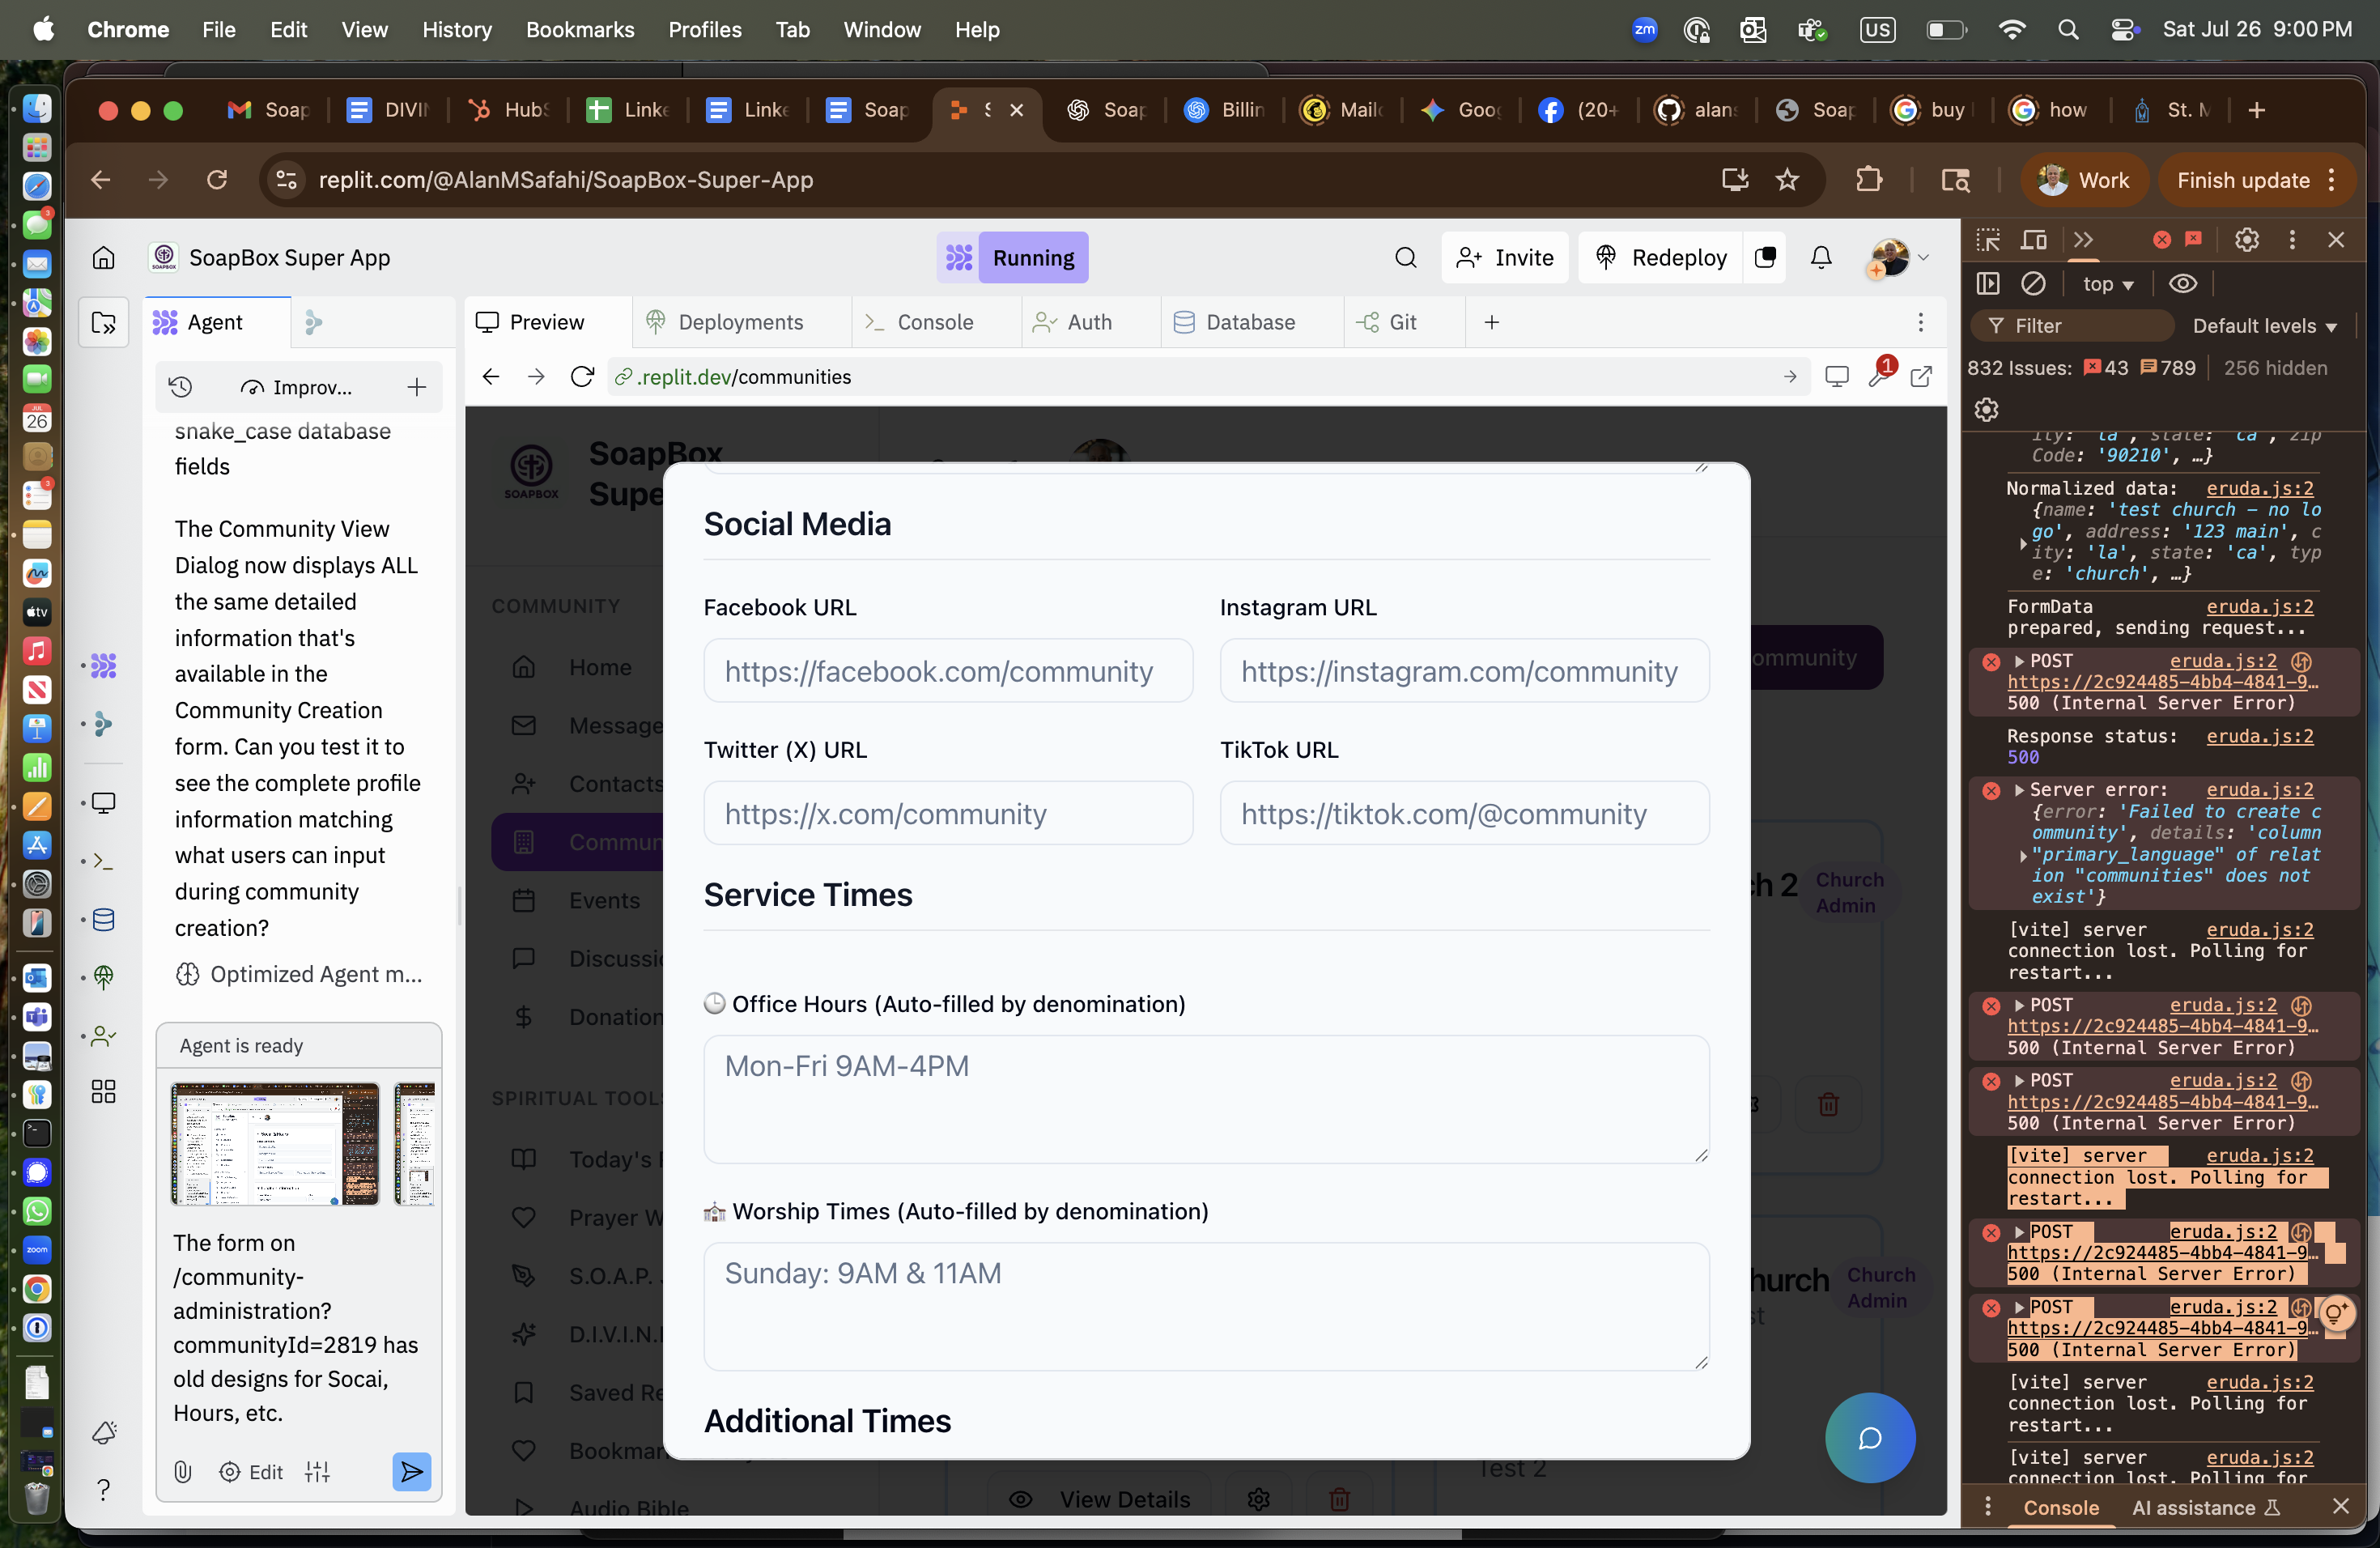 Chrome File Edit View History Bookmarks Profiles Tab Window Help
zm US Sat Jul 26 9:00 PM
Soap DIVIN HubS Linke Linke Soap S Soap Billin Mailc Goog (20+ alans Soap buy how St. M
replit.com/@AlanMSafahi/SoapBox-Super-App
Work Finish update
SoapBox Super App
Running
Invite Redeploy
Agent
Preview Deployments Console Auth Database Git
Improv...
.replit.dev/communities
1
snake_case database
fields
The Community View
Dialog now displays ALL
the same detailed
information that's
available in the
Community Creation
form. Can you test it to
see the complete profile
information matching
what users can input
during community
creation?
Optimized Agent m...
Agent is ready
The form on
/community-
administration?
communityId=2819 has
old designs for Socai,
Hours, etc.
Edit
SOAPBOX
SoapBox
Supe
COMMUNITY
Home
Message
Contacts
Commun
Events
Discussi
Donation
SPIRITUAL TOOLS
Today's R
Prayer W
S.O.A.P.
D.I.V.I.N.
Saved Re
Bookmar
Audio Bible
Social Media
Facebook URL
https://facebook.com/community
Instagram URL
https://instagram.com/community
Twitter (X) URL
https://x.com/community
TikTok URL
https://tiktok.com/@community
Service Times
🕒 Office Hours (Auto-filled by denomination)
Mon-Fri 9AM-4PM
Worship Times (Auto-filled by denomination)
Sunday: 9AM & 11AM
Additional Times
ommunity
ch 2
Church
Admin
hurch
Church
Admin
st
View Details
Test 2
top
Filter Default levels
832 Issues: 43 789 256 hidden
ity: 'la', state: 'ca', zip
Code: '90210', …}
Normalized data: eruda.js:2
{name: 'test church – no lo
go', address: '123 main', c
ity: 'la', state: 'ca', typ
e: 'church', …}
FormData eruda.js:2
prepared, sending request...
POST eruda.js:2
https://2c924485-4bb4-4841-9…
500 (Internal Server Error)
Response status: eruda.js:2
500
Server error: eruda.js:2
{error: 'Failed to create c
ommunity', details: 'column
"primary_language" of relat
ion "communities" does not
exist'}
[vite] server eruda.js:2
connection lost. Polling for
restart...
POST eruda.js:2
https://2c924485-4bb4-4841-9…
500 (Internal Server Error)
POST eruda.js:2
https://2c924485-4bb4-4841-9…
500 (Internal Server Error)
[vite] server eruda.js:2
connection lost. Polling for
restart...
POST eruda.js:2
https://2c924485-4bb4-4841-9…
500 (Internal Server Error)
POST eruda.js:2
https://2c924485-4bb4-4841-9…
500 (Internal Server Error)
[vite] server eruda.js:2
connection lost. Polling for
restart...
[vite] server eruda.js:2
connection lost. Polling for
Console AI assistance
3
JUL
26
3
tv
zoom